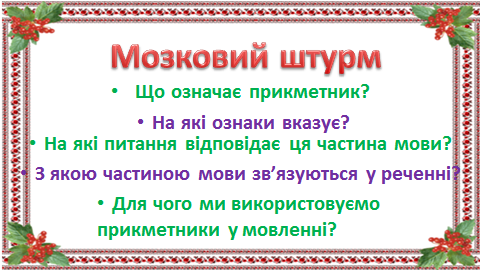 Мозковий штурм
• Що означає прикметник?
• На які ознаки вказує?
• На які питання відповідає ця частина мови?
• З якою частиною мови зв’язуються у реченні?
• Для чого ми використовуємо
прикметники у мовленні?